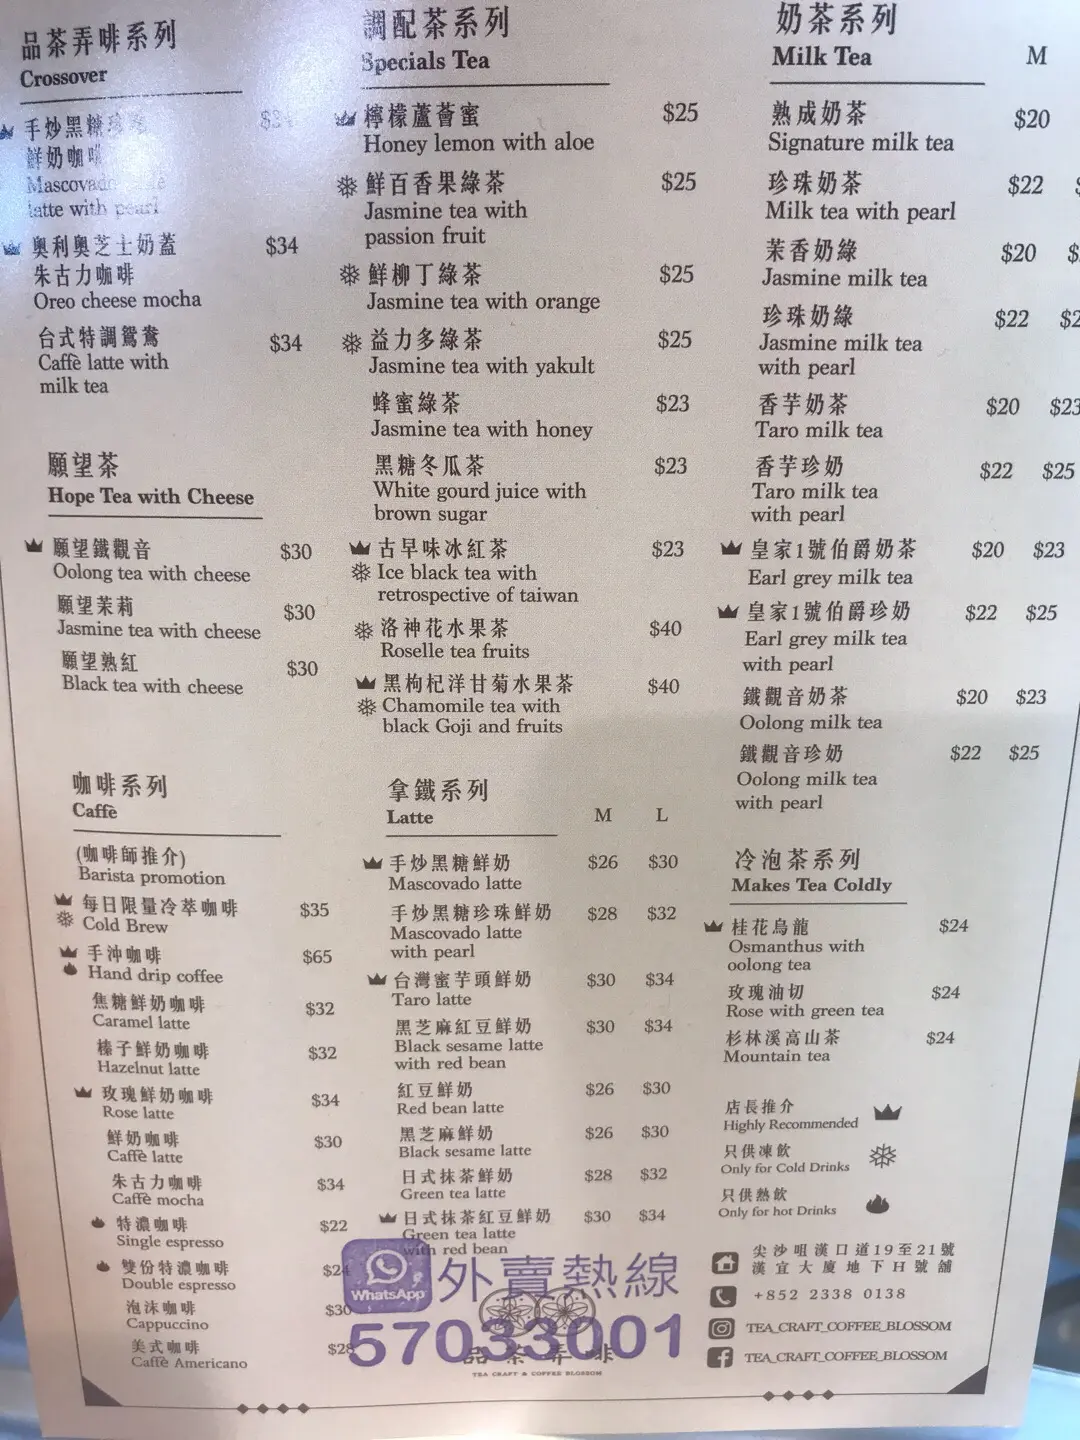 品茶弄啡系列
Crossover
手炒黑糖珍
鮮奶咖啡
Mascovado
latte with pearl
奧利奧芝士奶蓋 $34
朱古力咖啡
Oreo cheese mocha
台式特調鴛鴦 $34
Caffè latte with
milk tea
願望茶
Hope Tea with Cheese
願望鐵觀音 $30
Oolong tea with cheese
願望茉莉 $30
Jasmine tea with cheese
願望熟紅 $30
Black tea with cheese
咖啡系列
Caffè
(咖啡師推介)
Barista promotion
每日限量冷萃咖啡 $35
Cold Brew
手沖咖啡 $65
Hand drip coffee
焦糖鮮奶咖啡 $32
Caramel latte
榛子鮮奶咖啡 $32
Hazelnut latte
玫瑰鮮奶咖啡 $34
Rose latte
鮮奶咖啡 $30
Caffè latte
朱古力咖啡 $34
Caffè mocha
特濃咖啡 $22
Single espresso
雙份特濃咖啡 $24
Double espresso
泡沫咖啡 $30
Cappuccino
美式咖啡 $28
Caffè Americano
調配茶系列
Specials Tea
檸檬蘆薈蜜 $25
Honey lemon with aloe
鮮百香果綠茶 $25
Jasmine tea with
passion fruit
鮮柳丁綠茶 $25
Jasmine tea with orange
益力多綠茶 $25
Jasmine tea with yakult
蜂蜜綠茶 $23
Jasmine tea with honey
黑糖冬瓜茶 $23
White gourd juice with
brown sugar
古早味冰紅茶 $23
Ice black tea with
retrospective of taiwan
洛神花水果茶 $40
Roselle tea fruits
黑枸杞洋甘菊水果茶 $40
Chamomile tea with
black Goji and fruits
拿鐵系列
Latte M L
手炒黑糖鮮奶 $26 $30
Mascovado latte
手炒黑糖珍珠鮮奶 $28 $32
Mascovado latte
with pearl
台灣蜜芋頭鮮奶 $30 $34
Taro latte
黑芝麻紅豆鮮奶 $30 $34
Black sesame latte
with red bean
紅豆鮮奶 $26 $30
Red bean latte
黑芝麻鮮奶 $26 $30
Black sesame latte
日式抹茶鮮奶 $28 $32
Green tea latte
日式抹茶紅豆鮮奶 $30 $34
Green tea latte
with red bean
WhatsApp
外賣熱線
57033001
品茶弄啡
TEA CRAFT & COFFEE BLOSSOM
奶茶系列
Milk Tea M
熟成奶茶 $20
Signature milk tea
珍珠奶茶 $22
Milk tea with pearl
茉香奶綠 $20
Jasmine milk tea
珍珠奶綠 $22
Jasmine milk tea
with pearl
香芋奶茶 $20 $23
Taro milk tea
香芋珍奶 $22 $25
Taro milk tea
with pearl
皇家1號伯爵奶茶 $20 $23
Earl grey milk tea
皇家1號伯爵珍奶 $22 $25
Earl grey milk tea
with pearl
鐵觀音奶茶 $20 $23
Oolong milk tea
鐵觀音珍奶 $22 $25
Oolong milk tea
with pearl
冷泡茶系列
Makes Tea Coldly
桂花烏龍 $24
Osmanthus with
oolong tea
玫瑰油切 $24
Rose with green tea
杉林溪高山茶 $24
Mountain tea
店長推介
Highly Recommended
只供凍飲
Only for Cold Drinks
只供熱飲
Only for hot Drinks
尖沙咀漢口道19至21號
漢宜大廈地下H號舖
+852 2338 0138
TEA_CRAFT_COFFEE_BLOSSOM
TEA_CRAFT_COFFEE_BLOSSOM